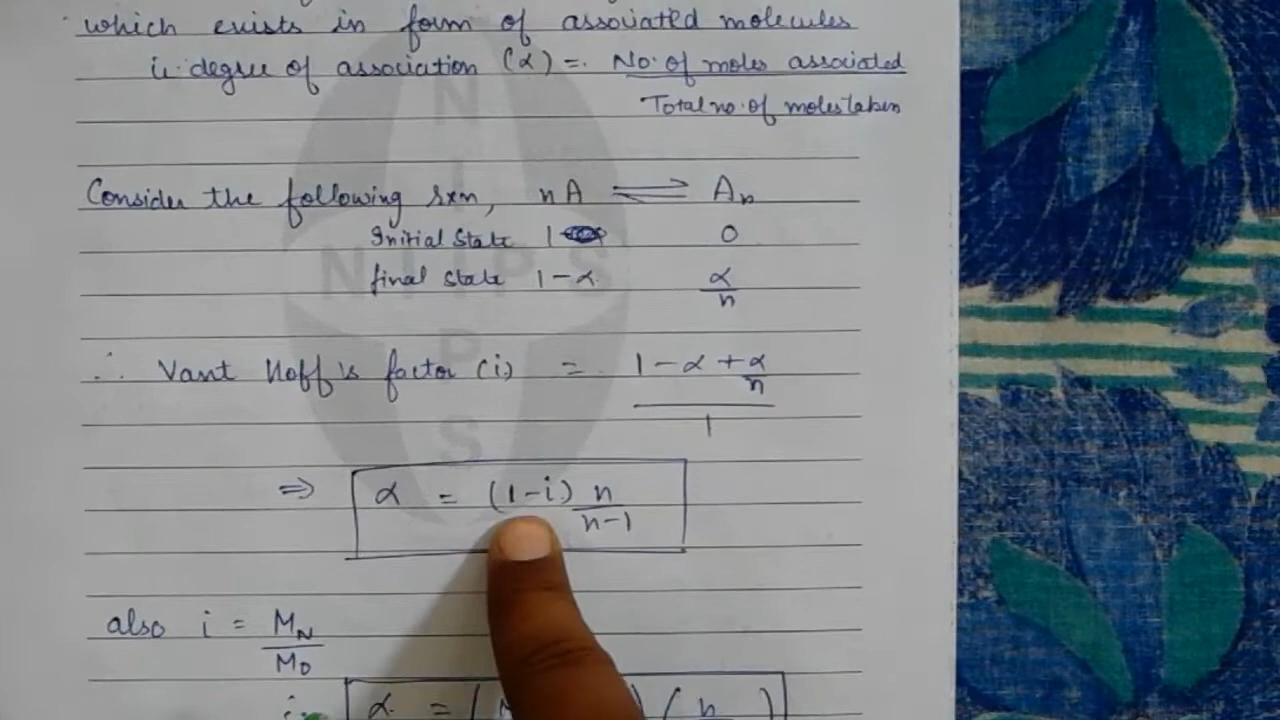 which exists in form of associated molecules
i.e. degree of association (α) = No. of moles associated
Total no. of moles taken
Consider the following rxn, nA ⇌ An
Initial State 1 0
final state 1-α α/n
∴ Vant Hoff's factor (i) = (1-α+α/n)/1
⇒ α = (1-i) n/(n-1)
also i = MN/MO
α =
N I P S
N I P S